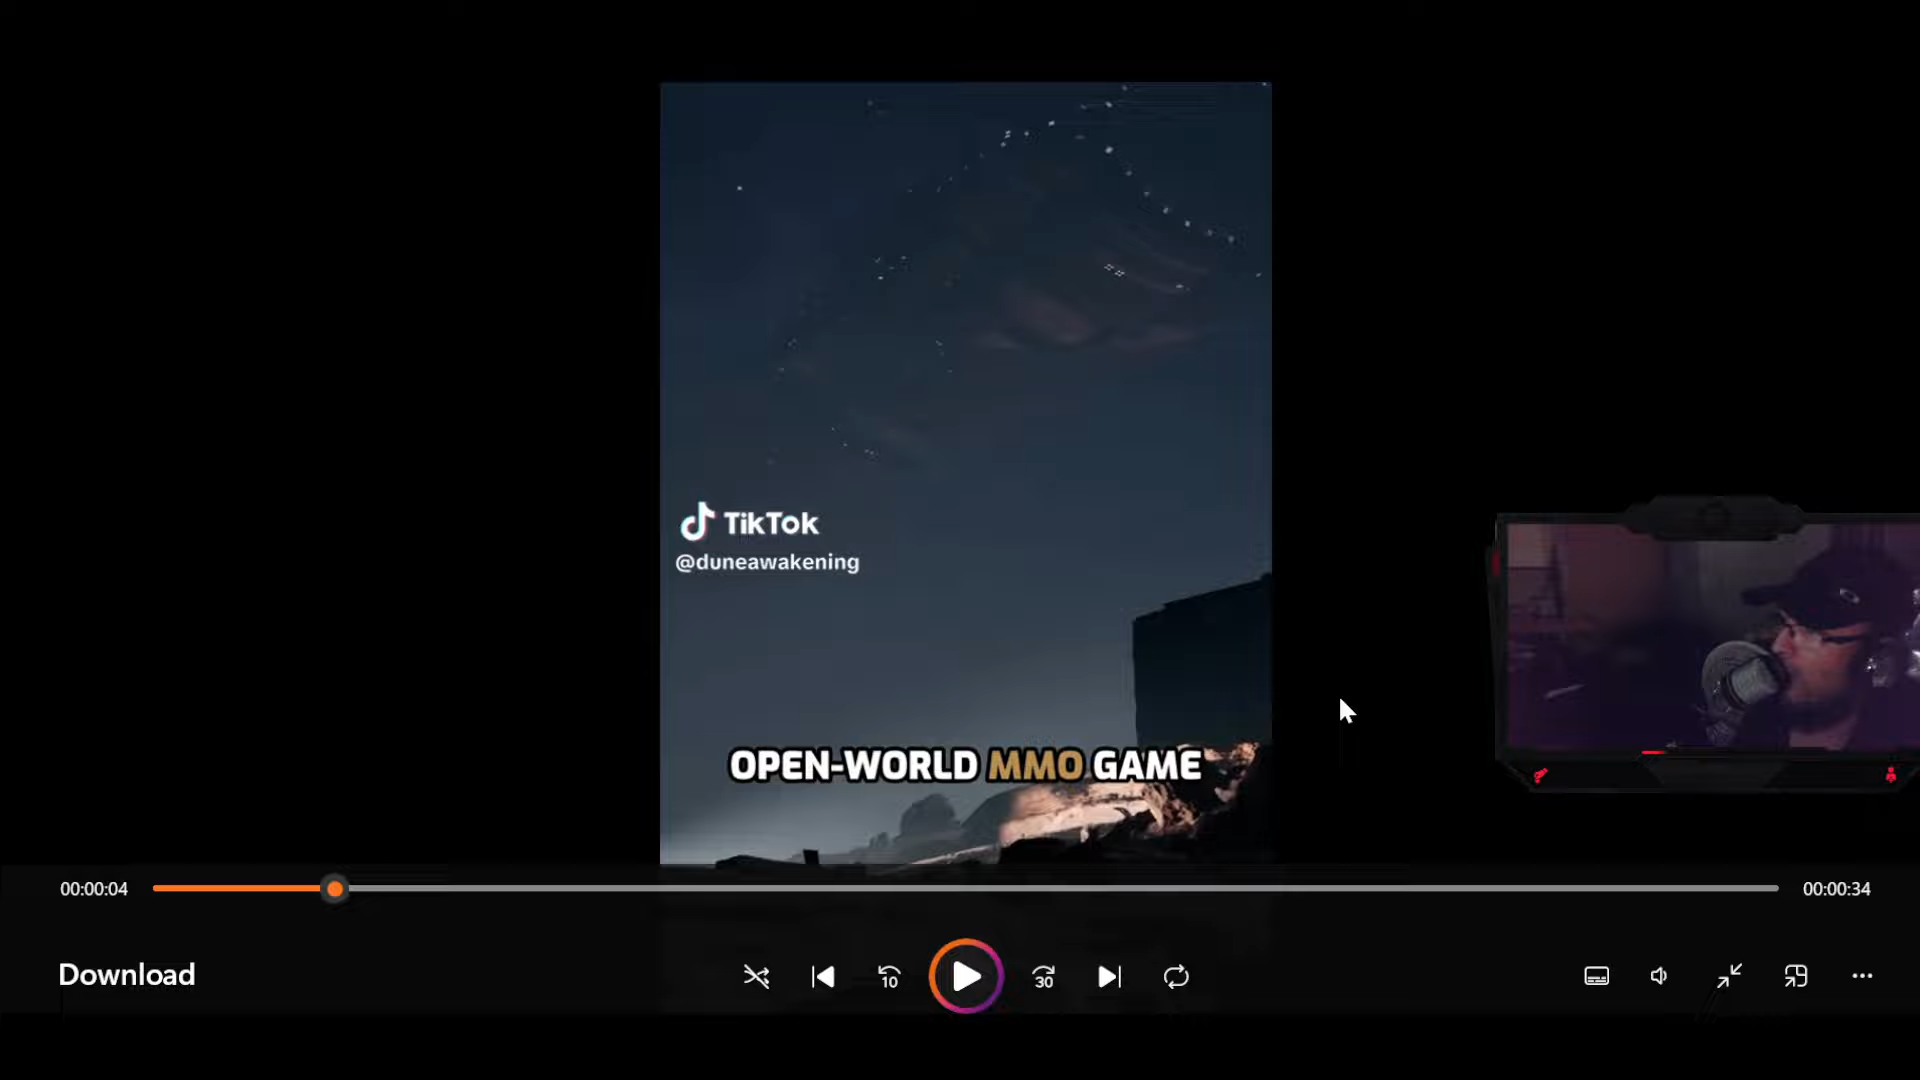 TikTok
@duneawakening
OPEN-WORLD MMO GAME
00:00:04
00:00:34
Download
10
30